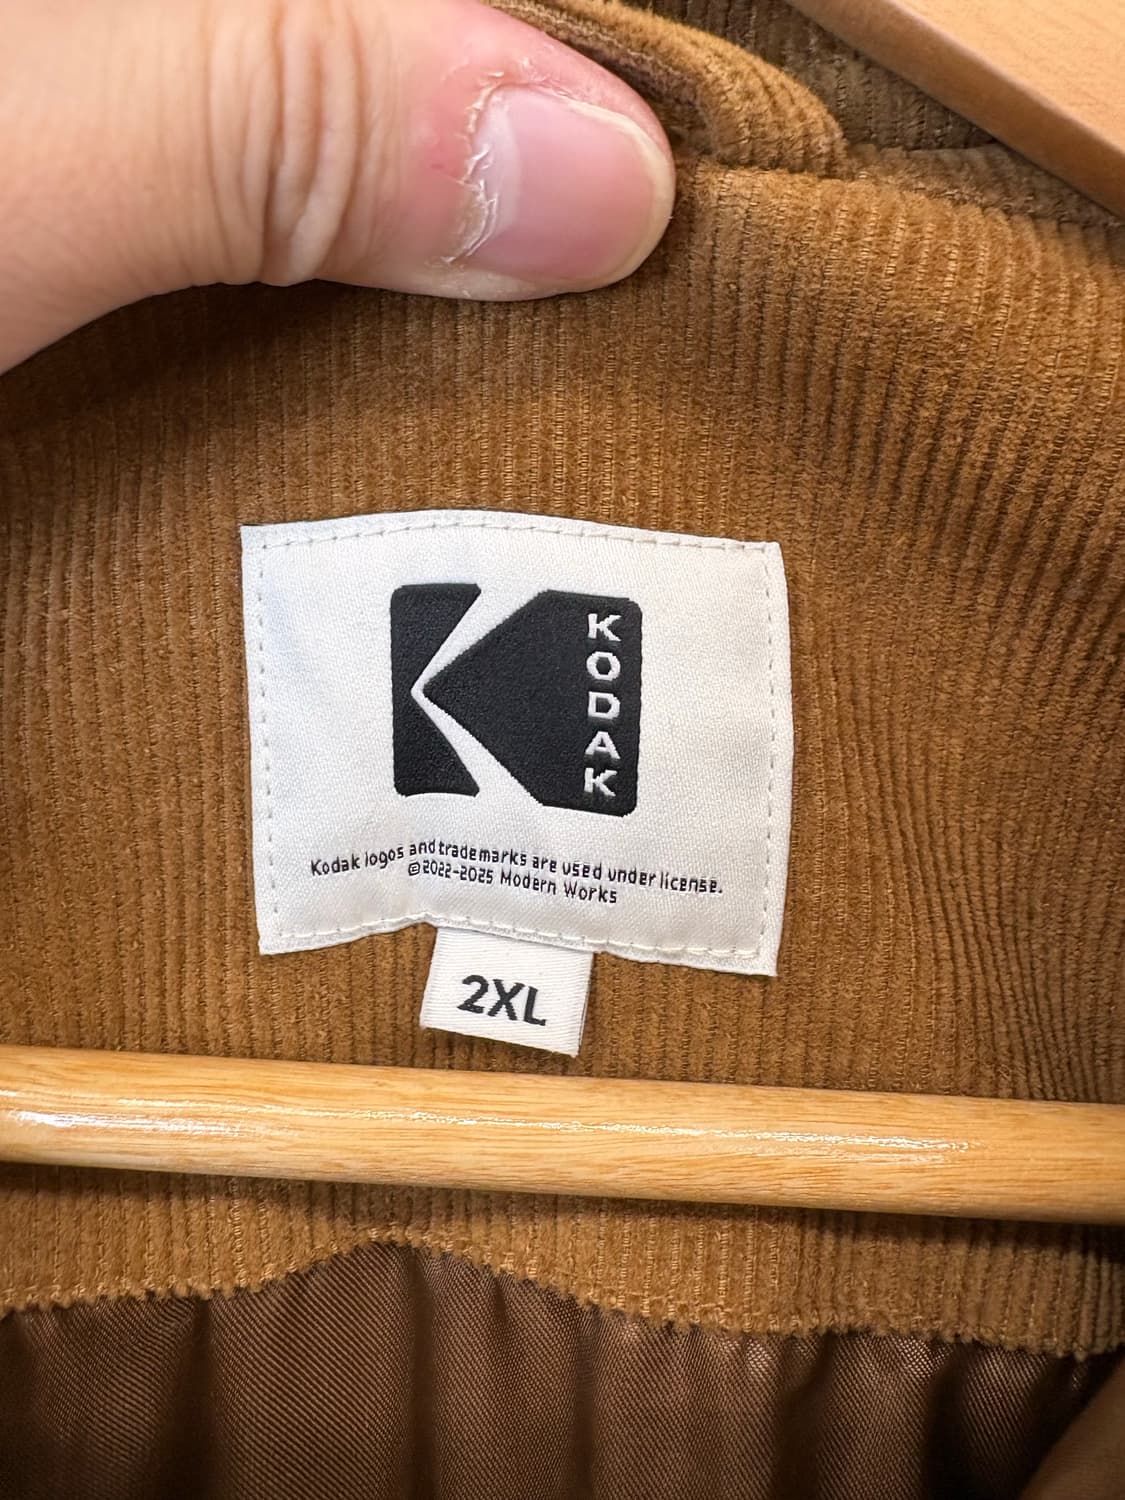 KODAK
Kodak logos and trademarks are used under license.
©2022-2025 Modern Works
2XL